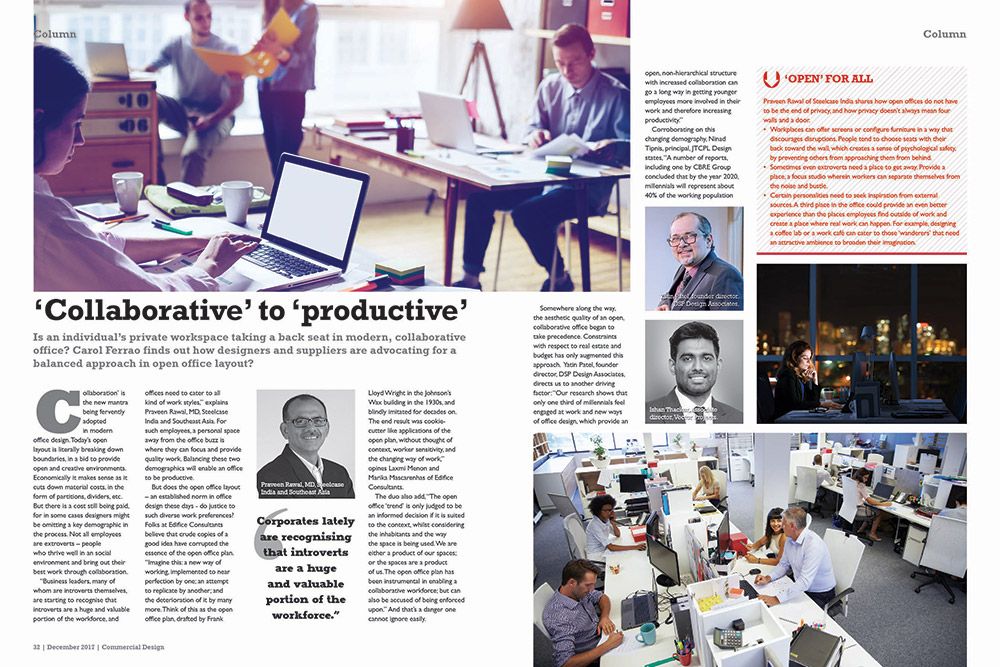 Column
Column
'Collaborative' to 'productive'
Is an individual's private workspace taking a back seat in modern, collaborative
office? Carol Ferrao finds out how designers and suppliers are advocating for a
balanced approach in open office layout?
Collaboration' is
the new mantra
being fervently
adopted
in modern
office design. Today's open
layout is literally breaking down
boundaries, in a bid to provide
open and creative environments.
Economically it makes sense as it
cuts down material costs, in the
form of partitions, dividers, etc.
But there is a cost still being paid,
for in some cases designers might
be omitting a key demographic in
the process. Not all employees
are extroverts – people
who thrive well in an social
environment and bring out their
best work through collaboration.
"Business leaders, many of
whom are introverts themselves,
are starting to recognise that
introverts are a huge and valuable
portion of the workforce, and
offices need to cater to all
kind of work styles," explains
Praveen Rawal, MD, Steelcase
India and Southeast Asia. For
such employees, a personal space
away from the office buzz is
where they can focus and provide
quality work. Balancing these two
demographics will enable an office
to be productive.
But does the open office layout
– an established norm in office
design these days – do justice to
such diverse work preferences?
Folks at Edifice Consultants
believe that crude copies of a
good idea have corrupted the
essence of the open office plan.
"Imagine this: a new way of
working, implemented to near
perfection by one; an attempt
to replicate by another; and
the deterioration of it by many
more. Think of this as the open
office plan, drafted by Frank
Praveen Rawal, MD, Steelcase
India and Southeast Asia
Corporates lately
are recognising
that introverts
are a huge
and valuable
portion of the
workforce."
Lloyd Wright in the Johnson's
Wax building in the 1930s, and
blindly imitated for decades on.
The end result was cookie-
cutter like applications of the
open plan, without thought of
context, worker sensitivity, and
the changing way of work,"
opines Laxmi Menon and
Marika Mascarenhas of Edifice
Consultants.
The duo also add, "The open
office 'trend' is only judged to be
an informed decision if it is suited
to the context, whilst considering
the inhabitants and the way
the space is being used. We are
either a product of our spaces;
or the spaces are a product
of us. The open office plan has
been instrumental in enabling a
collaborative workforce; but can
also be accused of being enforced
upon." And that's a danger one
cannot ignore easily.
Somewhere along the way,
the aesthetic quality of an open,
collaborative office began to
take precedence. Constraints
with respect to real estate and
budget has only augmented this
approach. Yatin Patel, founder
director, DSP Design Associates,
directs us to another driving
factor: "Our research shows that
only one third of millennials feel
engaged at work and new ways
of office design, which provide an
open, non-hierarchical structure
with increased collaboration can
go a long way in getting younger
employees more involved in their
work and therefore increasing
productivity."
Corroborating on this
changing demography, Ninad
Tipnis, principal, JTCPL Design
states, "A number of reports,
including one by CBRE Group
concluded that by the year 2020,
millennials will represent about
40% of the working population
Yatin Patel, founder director,
DSP Design Associates.
Ishan Thacker, associate
director, Vector Projects.
'OPEN' FOR ALL
Praveen Rawal of Steelcase India shares how open offices do not have
to be the end of privacy, and how privacy doesn't always mean four
walls and a door.
• Workplaces can offer screens or configure furniture in a way that
discourages disruptions. People tend to choose seats with their
back toward the wall, which creates a sense of psychological safety,
by preventing others from approaching them from behind.
• Sometimes even extroverts need a place to get away. Provide a
place, a focus studio wherein workers can separate themselves from
the noise and bustle.
• Certain personalities need to seek inspiration from external
sources. A third place in the office could provide an even better
experience than the places employees find outside of work and
create a place where real work can happen. For example, designing
a coffee lab or a work café can cater to those 'wanderers' that need
an attractive ambience to broaden their imagination.
32 | December 2017 | Commercial Design